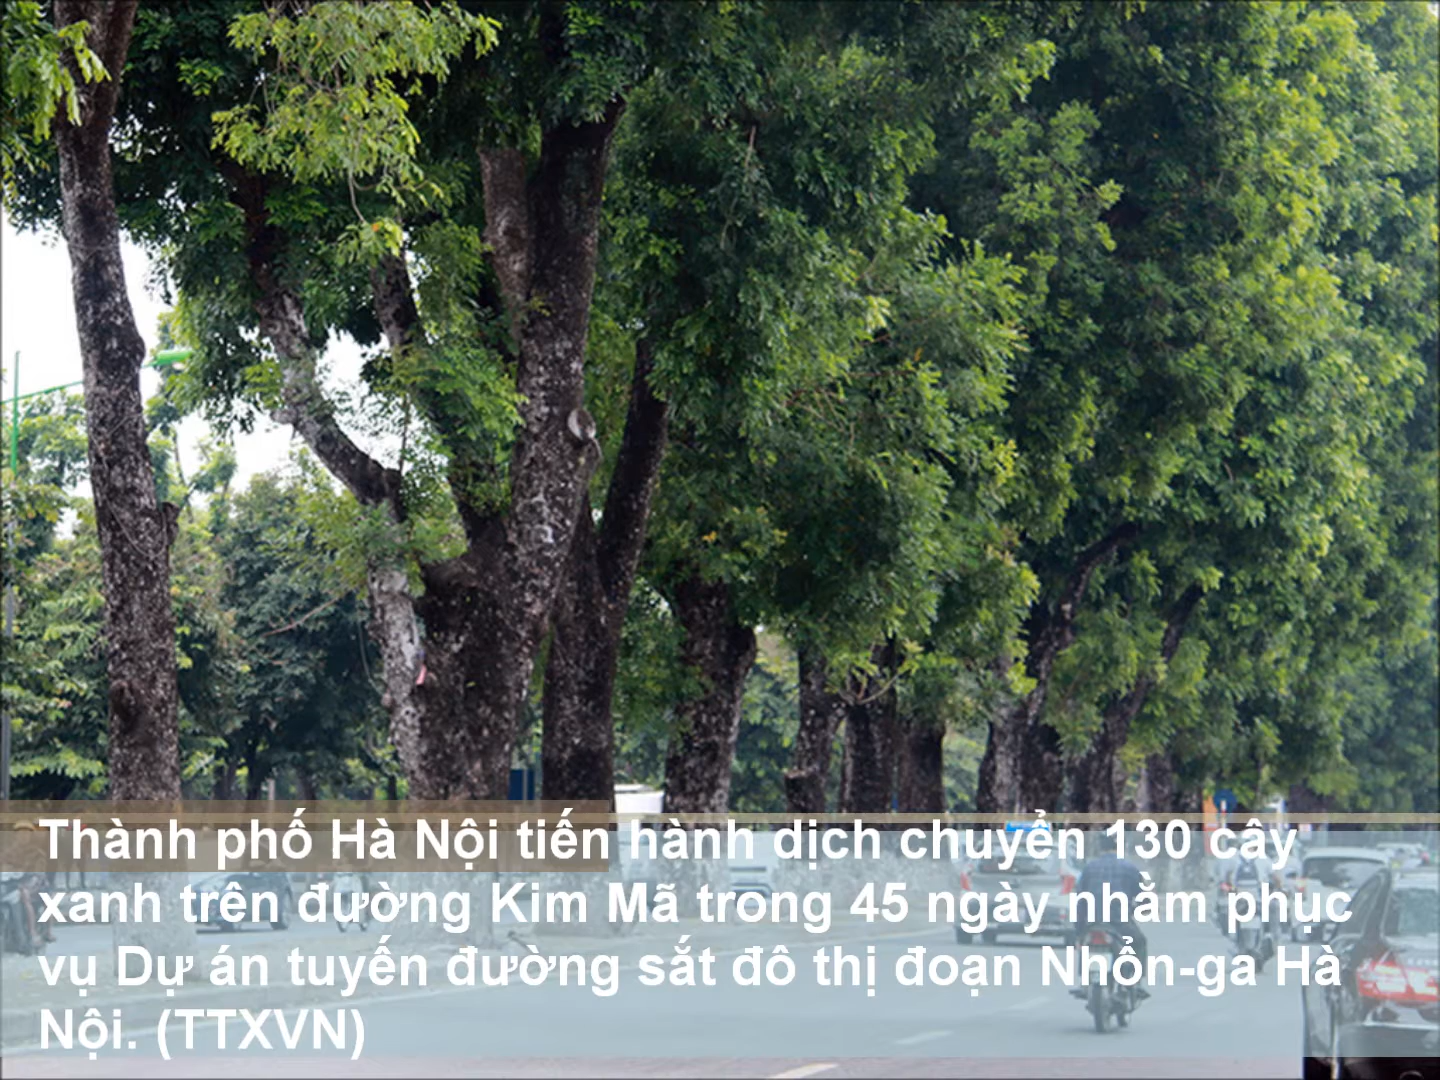 Thành phố Hà Nội tiến hành dịch chuyển 130 cây
xanh trên đường Kim Mã trong 45 ngày nhằm phục
vụ Dự án tuyến đường sắt đô thị đoạn Nhổn-ga Hà
Nội. (TTXVN)